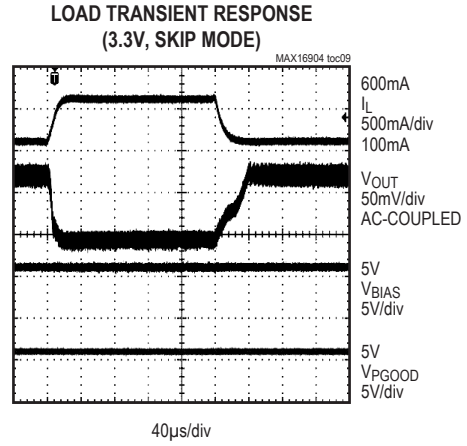 LOAD TRANSIENT RESPONSE
(3.3V, SKIP MODE)
MAX16904 toc09
T
600mA
IL
500mA/div
100mA
VOUT
50mV/div
AC-COUPLED
5V
VBIAS
5V/div
5V
VPGOOD
5V/div
40µs/div